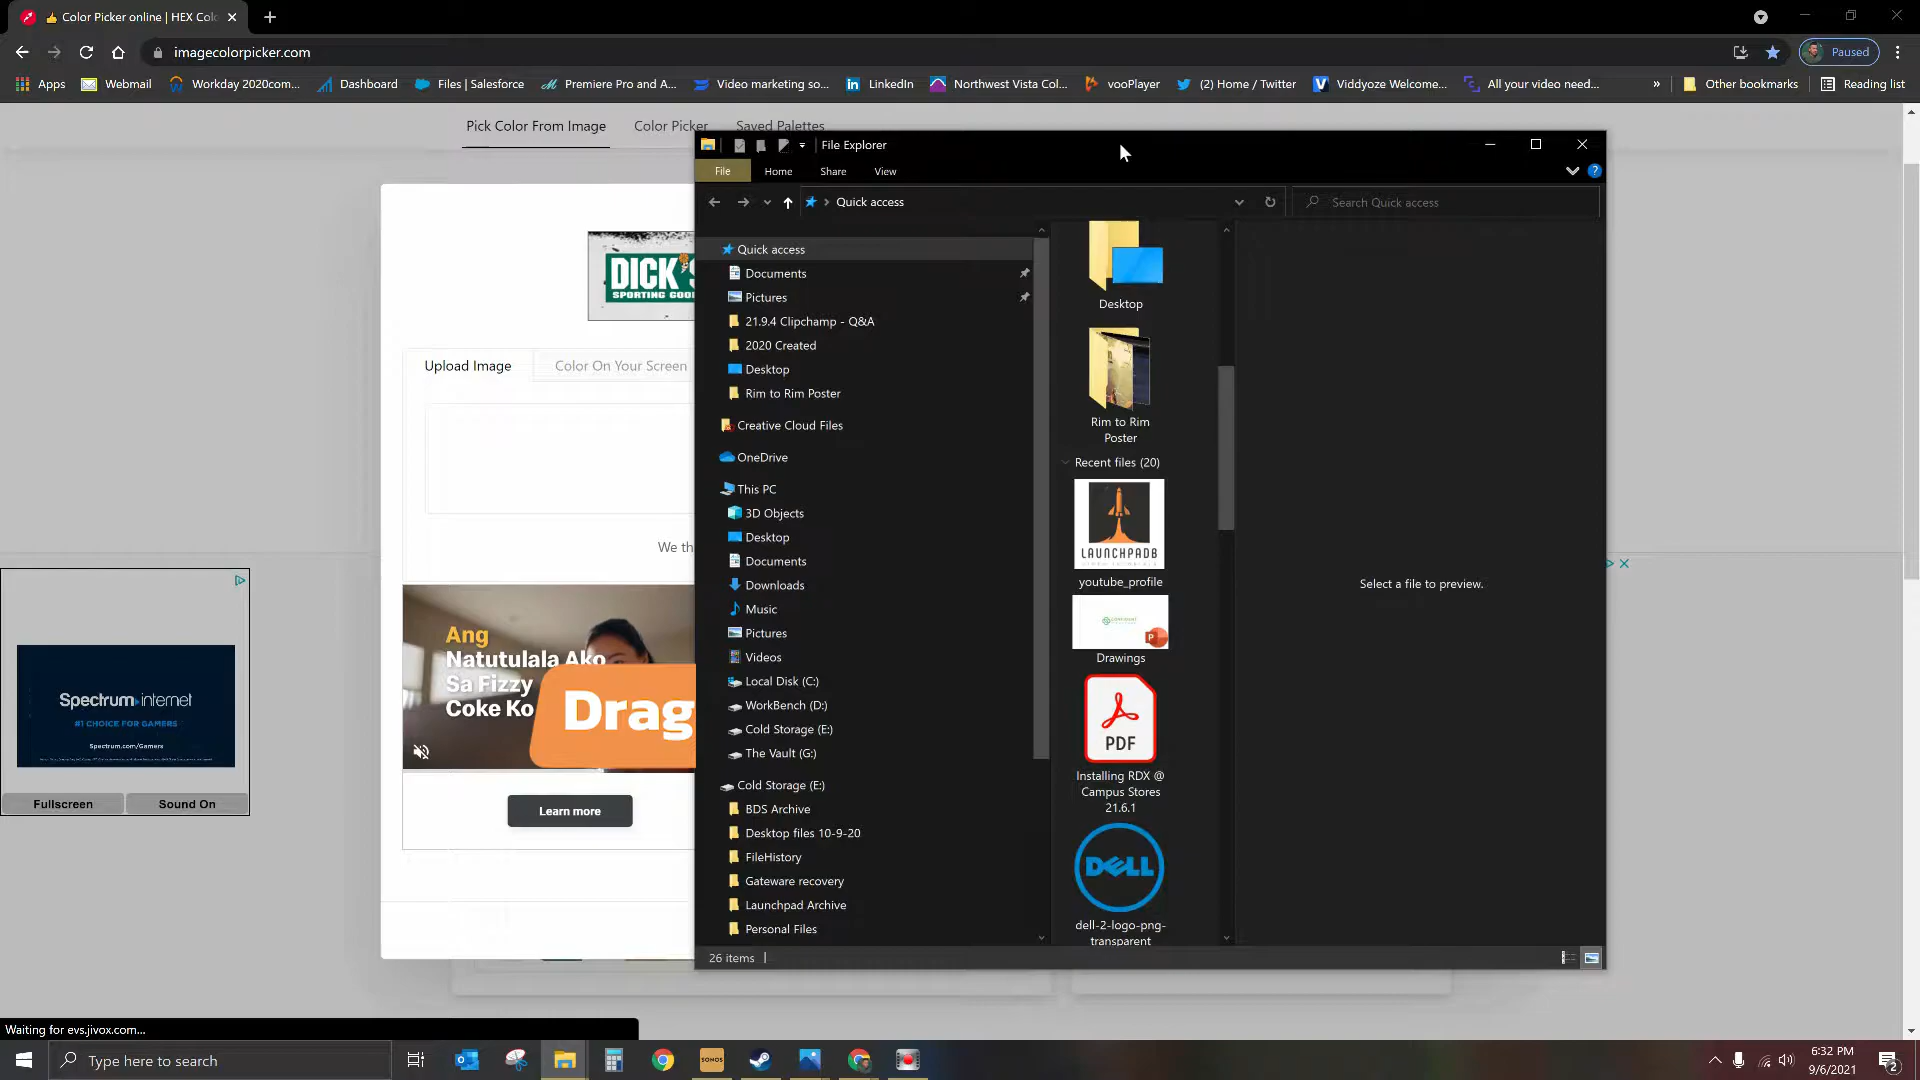 Color Picker online | HEX Colo
imagecolorpicker.com
Paused
Apps
Webmail
Workday 2020com...
Dashboard
Files | Salesforce
Premiere Pro and A...
Video marketing so...
LinkedIn
Northwest Vista Col...
vooPlayer
(2) Home / Twitter
Viddyoze Welcome...
All your video need...
»
Other bookmarks
Reading list
Pick Color From Image
Color Picker
Saved Palettes
File Explorer
File
Home
Share
View
Quick access
Search Quick access
DICK'S
SPORTING GOO
Upload Image
Color On Your Screen
We th
Ang
Natutulala Ako
Sa Fizzy
Coke Ko
Drag
Learn more
Spectrum internet
#1 CHOICE FOR GAMERS
Spectrum.com/Gamers
Fullscreen
Sound On
Quick access
Documents
Pictures
21.9.4 Clipchamp - Q&A
2020 Created
Desktop
Rim to Rim Poster
Creative Cloud Files
OneDrive
This PC
3D Objects
Desktop
Documents
Downloads
Music
Pictures
Videos
Local Disk (C:)
WorkBench (D:)
Cold Storage (E:)
The Vault (G:)
Cold Storage (E:)
BDS Archive
Desktop files 10-9-20
FileHistory
Gateware recovery
Launchpad Archive
Personal Files
Desktop
Rim to Rim
Poster
Recent files (20)
LAUNCHPADB
youtube_profile
P
Drawings
PDF
Installing RDX @
Campus Stores
21.6.1
DELL
dell-2-logo-png-
transparent
Select a file to preview.
26 items
Waiting for evs.jivox.com...
Type here to search
SONOS
6:32 PM
9/6/2021
2